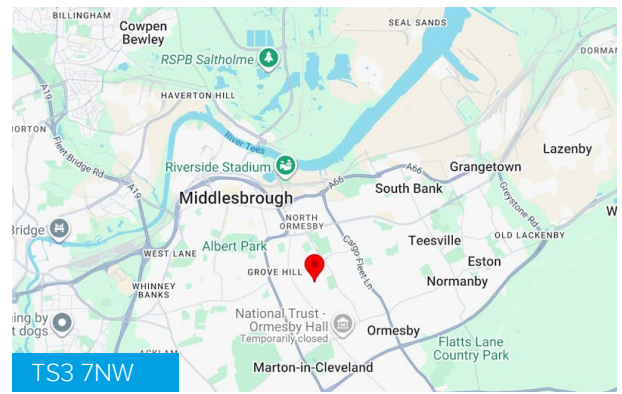 BILLINGHAM
Cowpen
Bewley
SEAL SANDS
RSPB Saltholme
DORMAN
A19
HAVERTON HILL
ORTON
Fleet Bridge Rd
River Tees
A19
Riverside Stadium
A66
Grangetown
Lazenby
Middlesbrough
A66
South Bank
Greystone Rd
W
NORTH
ORMESBY
Bridge
Albert Park
Cargo Fleet Ln
Teesville
OLD LACKENBY
WEST LANE
Eston
GROVE HILL
Normanby
WHINNEY
BANKS
National Trust -
Ormesby Hall
Temporarily closed
Ormesby
ing by
t dogs
Flatts Lane
Country Park
ACKLAM
Marton-in-Cleveland
TS3 7NW